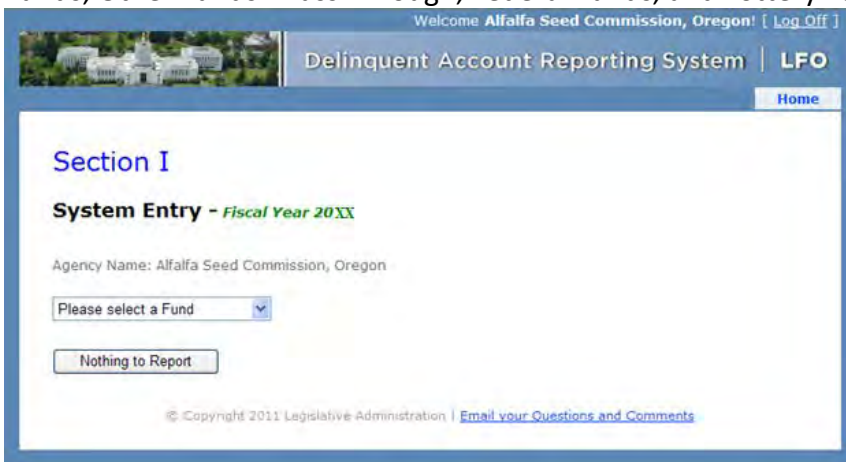 Welcome Alfalfa Seed Commission, Oregon! [ Log Off ]
Delinquent Account Reporting System | LFO
Home
Section I
System Entry - Fiscal Year 20XX
Agency Name: Alfalfa Seed Commission, Oregon
Please select a Fund
Nothing to Report
© Copyright 2011 Legislative Administration | Email your Questions and Comments